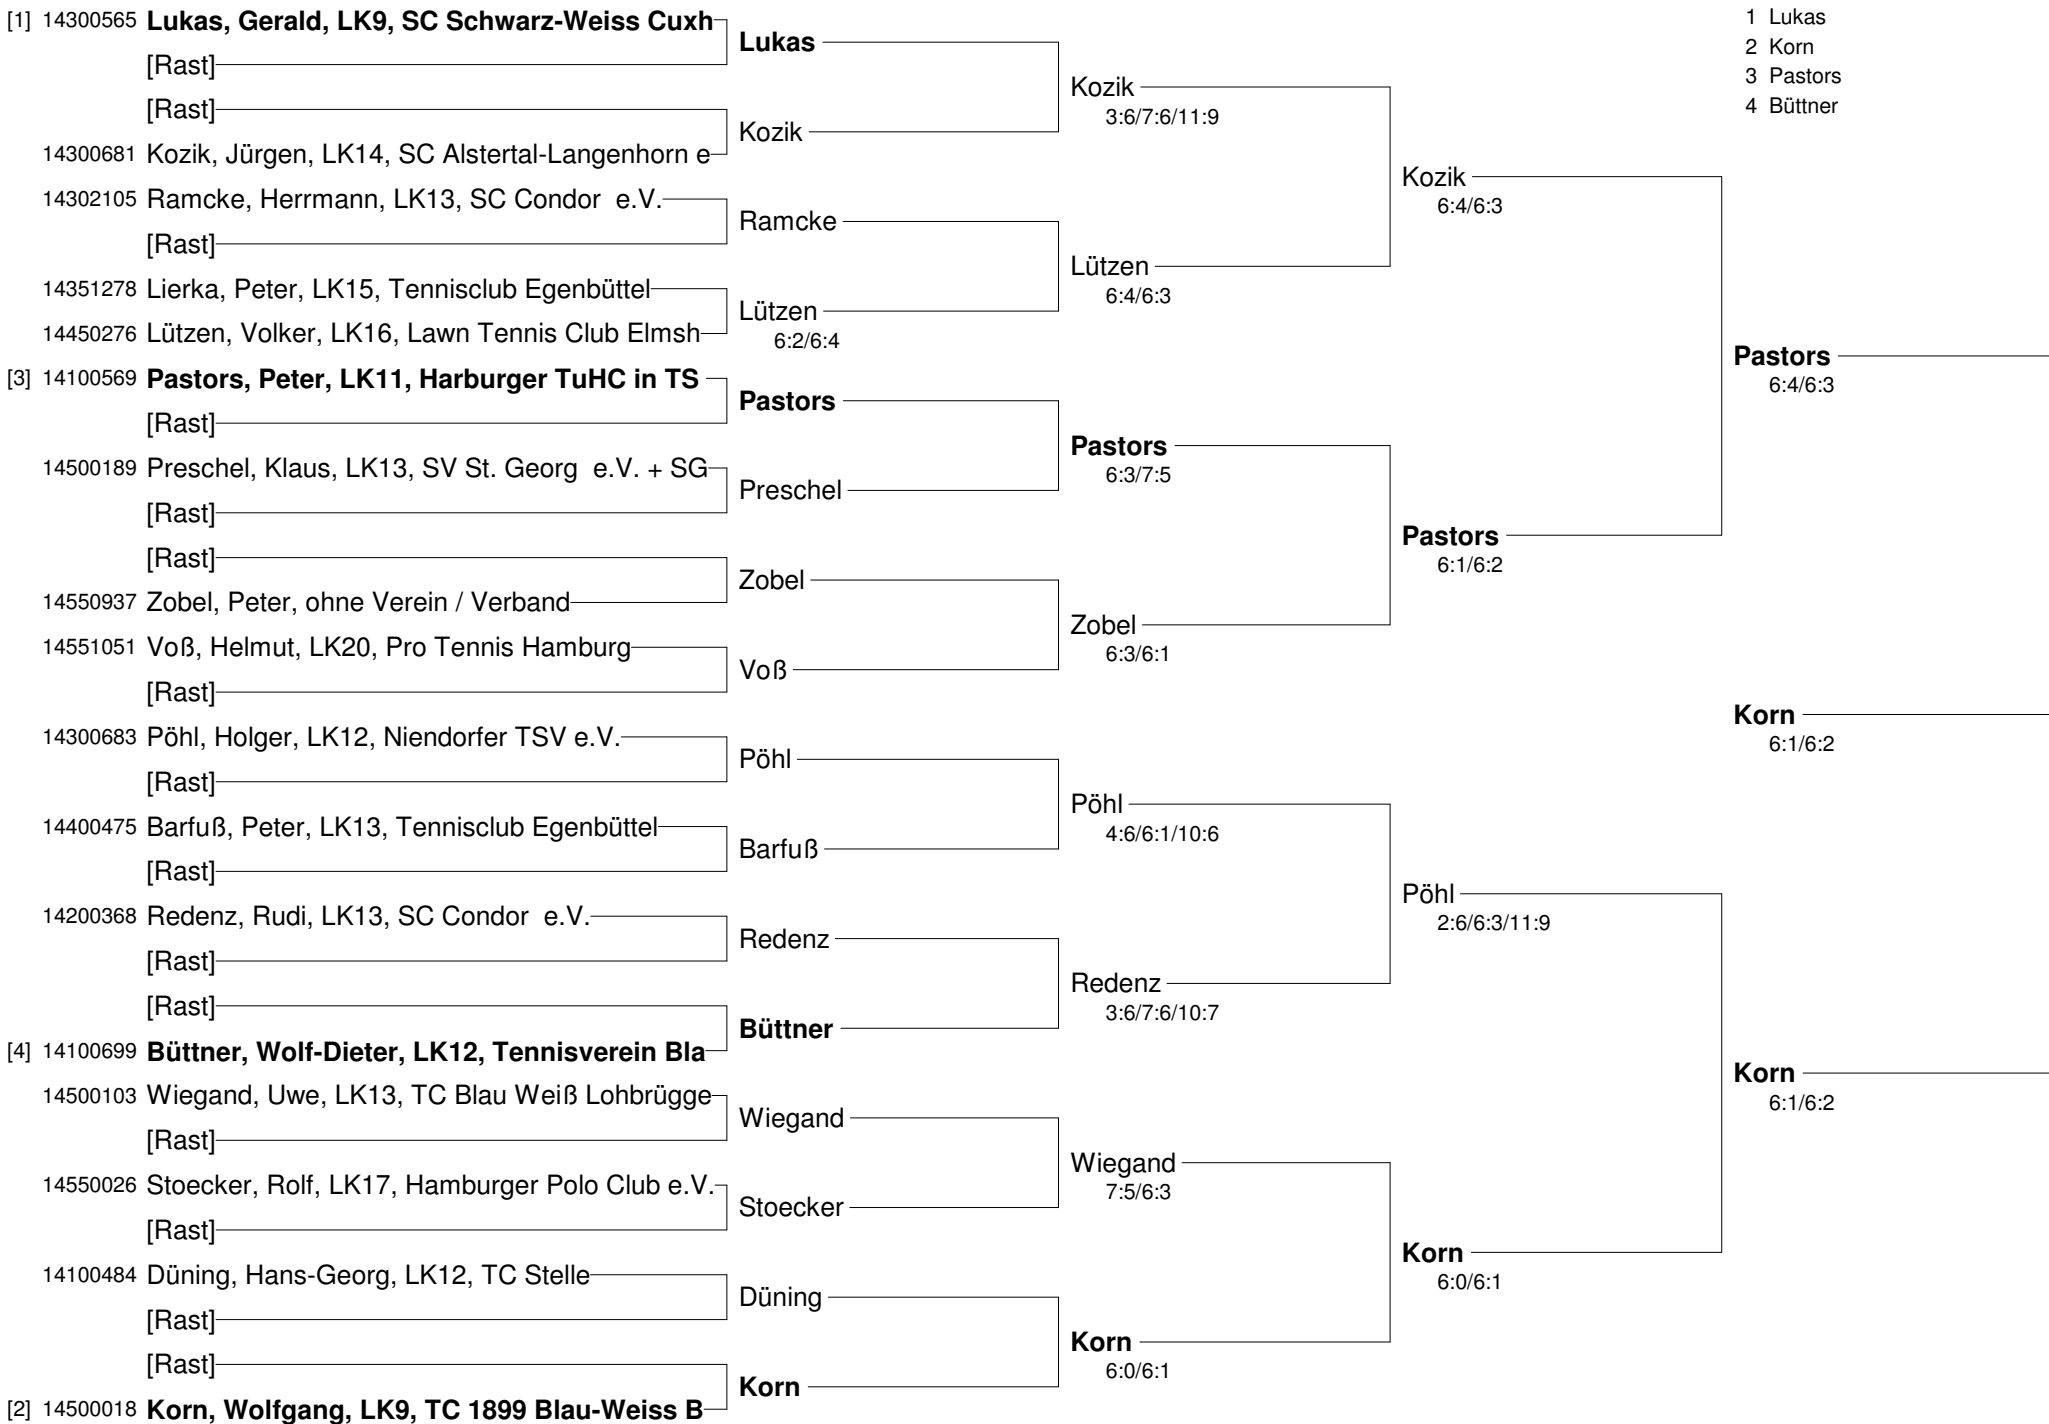 [1] 14300565 Lukas, Gerald, LK9, SC Schwarz-Weiss Cuxh
[Rast]
[Rast]
14300681 Kozik, Jürgen, LK14, SC Alstertal-Langenhorn e
14302105 Ramcke, Herrmann, LK13, SC Condor e.V.
[Rast]
14351278 Lierka, Peter, LK15, Tennisclub Egenbüttel
14450276 Lützen, Volker, LK16, Lawn Tennis Club Elmsh
[3] 14100569 Pastors, Peter, LK11, Harburger TuHC in TS
[Rast]
14500189 Preschel, Klaus, LK13, SV St. Georg e.V. + SG
[Rast]
[Rast]
14550937 Zobel, Peter, ohne Verein / Verband
14551051 Voß, Helmut, LK20, Pro Tennis Hamburg
[Rast]
14300683 Pöhl, Holger, LK12, Niendorfer TSV e.V.
[Rast]
14400475 Barfuß, Peter, LK13, Tennisclub Egenbüttel
[Rast]
14200368 Redenz, Rudi, LK13, SC Condor e.V.
[Rast]
[Rast]
[4] 14100699 Büttner, Wolf-Dieter, LK12, Tennisverein Bla
14500103 Wiegand, Uwe, LK13, TC Blau Weiß Lohbrügge
[Rast]
14550026 Stoecker, Rolf, LK17, Hamburger Polo Club e.V.
[Rast]
14100484 Düning, Hans-Georg, LK12, TC Stelle
[Rast]
[Rast]
[2] 14500018 Korn, Wolfgang, LK9, TC 1899 Blau-Weiss B
Lukas
Kozik
Ramcke
Lützen
6:2/6:4
Pastors
Preschel
Zobel
Voß
Pöhl
Barfuß
Redenz
Büttner
Wiegand
Stoecker
Düning
Korn
Kozik
3:6/7:6/11:9
Lützen
6:4/6:3
Pastors
6:3/7:5
Zobel
6:3/6:1
Pöhl
4:6/6:1/10:6
Redenz
3:6/7:6/10:7
Wiegand
7:5/6:3
Korn
6:0/6:1
Kozik
6:4/6:3
Pastors
6:1/6:2
Pöhl
2:6/6:3/11:9
Korn
6:0/6:1
1 Lukas
2 Korn
3 Pastors
4 Büttner
Pastors
6:4/6:3
Korn
6:1/6:2
Korn
6:1/6:2